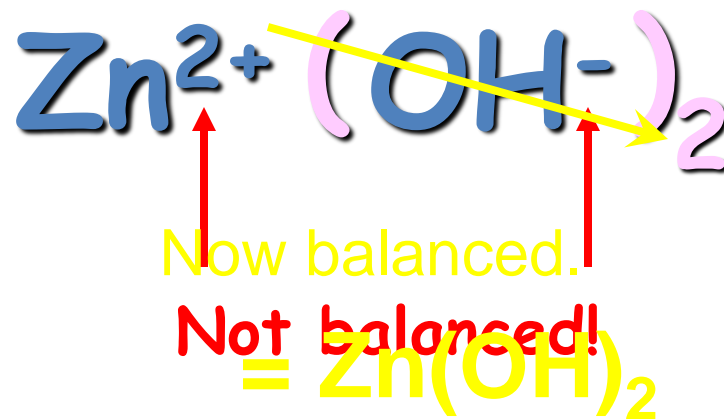 Zn²⁺ (OH⁻)₂
Now balanced.
Not balanced!
= Zn(OH)₂